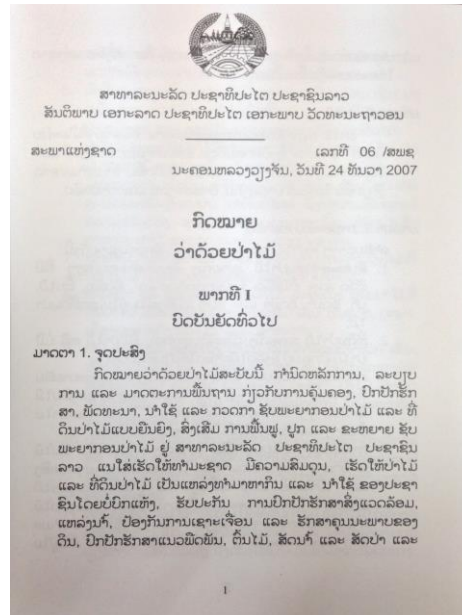 ສາທາລະນະລັດ ປະຊາທິປະໄຕ ປະຊາຊົນລາວ
ສັນຕິພາບ ເອກະລາດ ປະຊາທິປະໄຕ ເອກະພາບ ວັດທະນະຖາວອນ
ສະພາແຫ່ງຊາດ ເລກທີ 06 /ສພຊ
ນະຄອນຫລວງວຽງຈັນ, ວັນທີ 24 ທັນວາ 2007
ກົດໝາຍ
ວ່າດ້ວຍປ່າໄມ້
ພາກທີ I
ບົດບັນຍັດທົ່ວໄປ
ມາດຕາ 1. ຈຸດປະສົງ
ກົດໝາຍວ່າດ້ວຍປ່າໄມ້ສະບັບນີ້ ກຳນົດຫລັກການ, ລະບຽບ
ການ ແລະ ມາດຕະການພື້ນຖານ ກ່ຽວກັບການຄຸ້ມຄອງ, ປົກປັກຮັກ
ສາ, ພັດທະນາ, ນຳໃຊ້ ແລະ ກວດກາ ຊັບພະຍາກອນປ່າໄມ້ ແລະ ທີ່
ດິນປ່າໄມ້ແບບຍືນຍົງ, ສົ່ງເສີມ ການຟື້ນຟູ, ປູກ ແລະ ຂະຫຍາຍ ຊັບ
ພະຍາກອນປ່າໄມ້ ຢູ່ ສາທາລະນະລັດ ປະຊາທິປະໄຕ ປະຊາຊົນ
ລາວ ແນໃສ່ເຮັດໃຫ້ທຳມະຊາດ ມີຄວາມສົມດຸນ, ເຮັດໃຫ້ປ່າໄມ້
ແລະ ທີ່ດິນປ່າໄມ້ ເປັນແຫລ່ງທຳມາຫາກິນ ແລະ ນຳໃຊ້ ຂອງປະຊາ
ຊົນໂດຍບໍ່ບົກແຫ້ງ, ຮັບປະກັນ ການປົກປັກຮັກສາສິ່ງແວດລ້ອມ,
ແຫລ່ງນ້ຳ, ປ້ອງກັນການເຊາະເຈື່ອນ ແລະ ຮັກສາຄຸນນະພາບຂອງ
ດິນ, ປົກປັກຮັກສາແນວພືດພັນ, ຕົ້ນໄມ້, ສັດນ້ຳ ແລະ ສັດປ່າ ແລະ
1